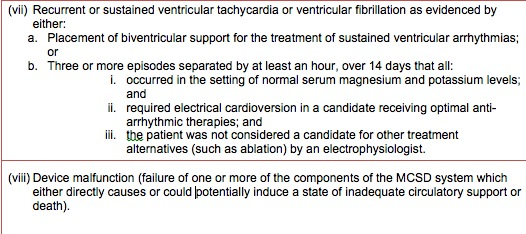 (vii) Recurrent or sustained ventricular tachycardia or ventricular fibrillation as evidenced by
either:
a. Placement of biventricular support for the treatment of sustained ventricular arrhythmias;
or
b. Three or more episodes separated by at least an hour, over 14 days that all:
i. occurred in the setting of normal serum magnesium and potassium levels;
and
ii. required electrical cardioversion in a candidate receiving optimal anti-
arrhythmic therapies; and
iii. the patient was not considered a candidate for other treatment
alternatives (such as ablation) by an electrophysiologist.
(viii) Device malfunction (failure of one or more of the components of the MCSD system which
either directly causes or could potentially induce a state of inadequate circulatory support or
death).